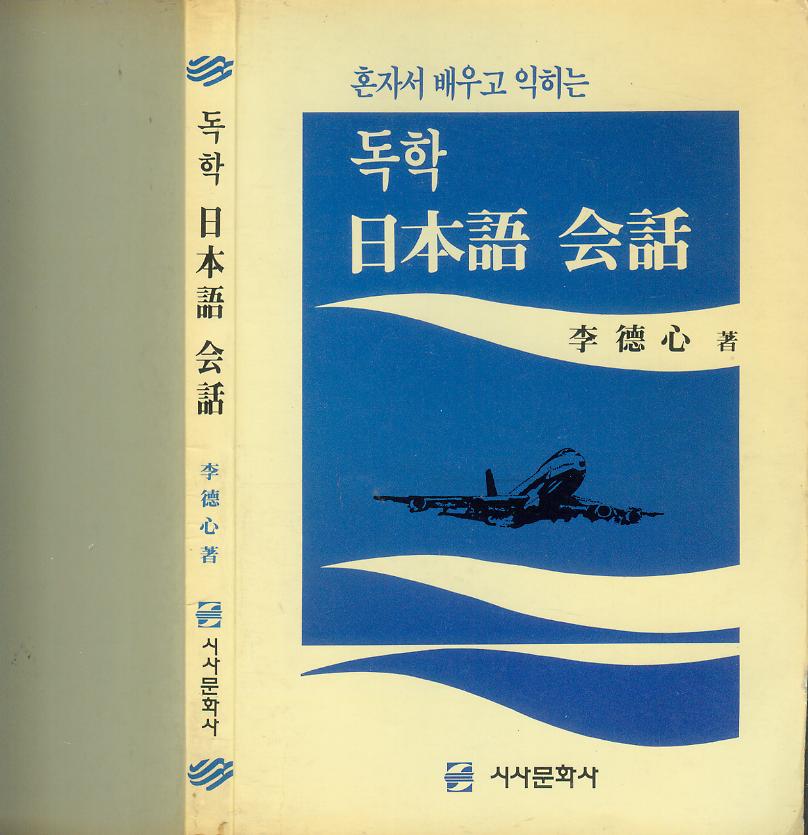 독학 日本語 会話
李德心著
시사문화사
혼자서 배우고 익히는
독학
日本語 会話
李德心 著
시사문화사